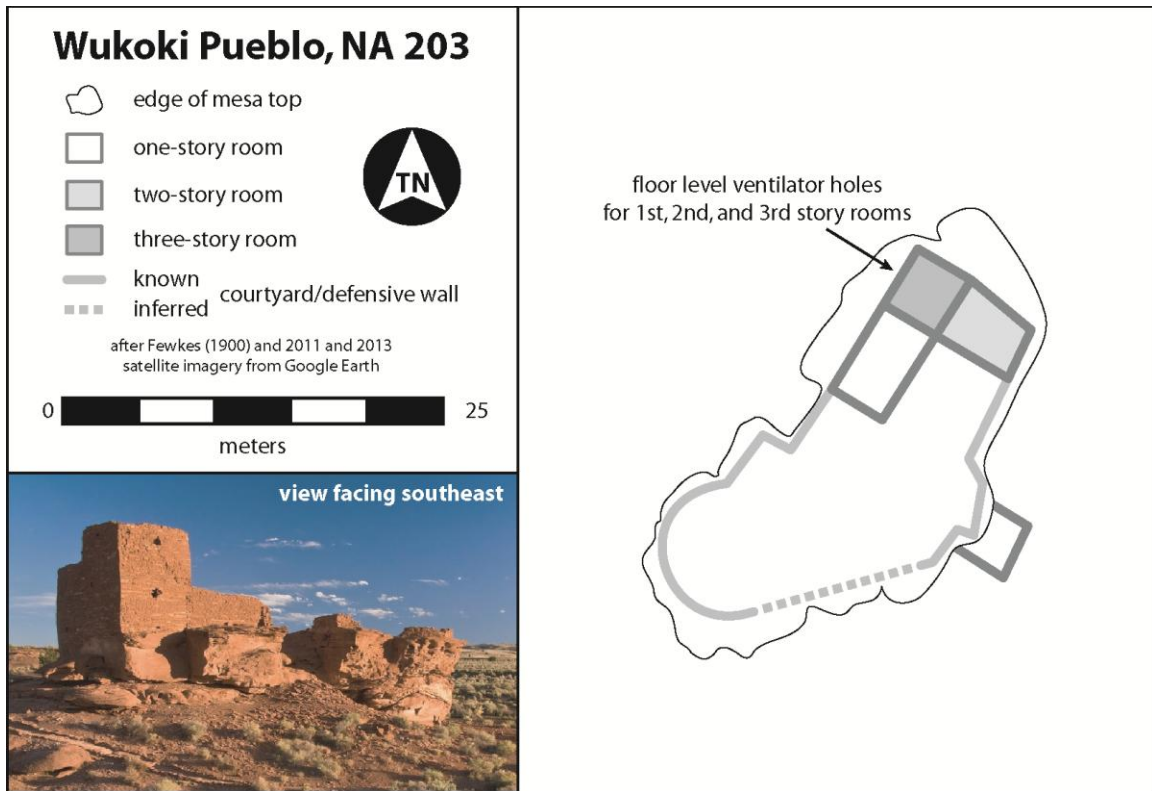 Wukoki Pueblo, NA 203
edge of mesa top
one-story room
two-story room
three-story room
known
inferred
courtyard/defensive wall
TN
after Fewkes (1900) and 2011 and 2013
satellite imagery from Google Earth
0
25
meters
view facing southeast
floor level ventilator holes
for 1st, 2nd, and 3rd story rooms